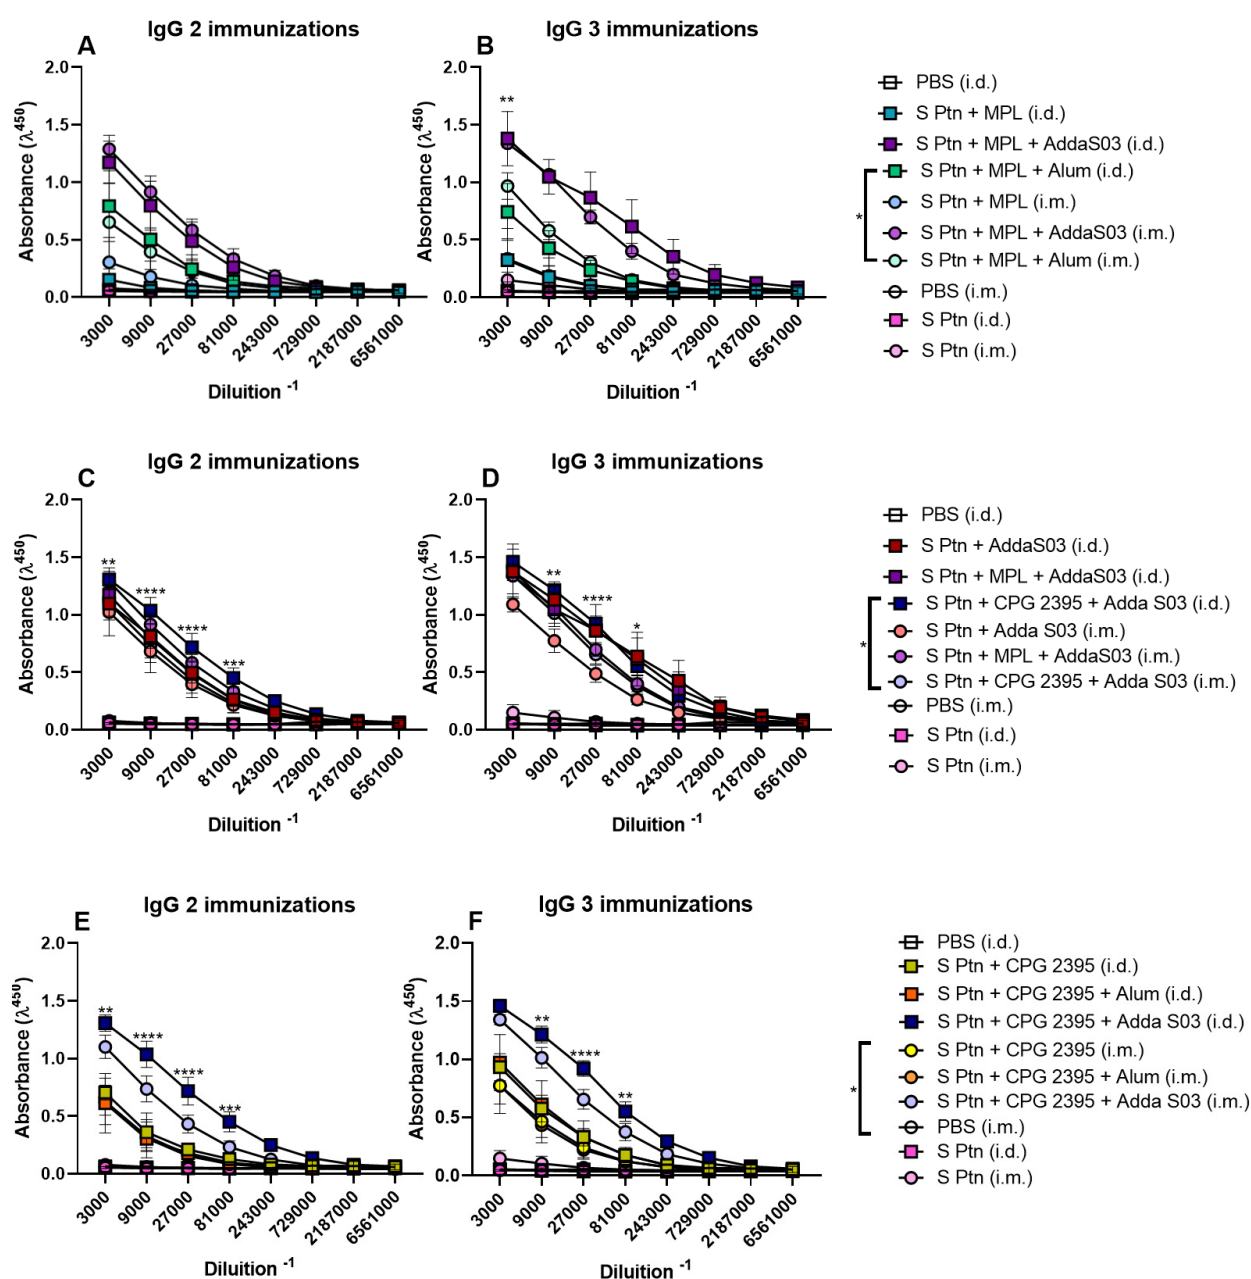 A
IgG 2 immunizations
Absorbance (λ450)
2.0
1.5
1.0
0.5
0.0
3000
9000
27000
81000
243000
729000
2187000
6561000
Dilution -1
B
IgG 3 immunizations
Absorbance (λ450)
2.0
1.5
1.0
0.5
0.0
**
3000
9000
27000
81000
243000
729000
2187000
6561000
Dilution -1
PBS (i.d.)
S Ptn + MPL (i.d.)
S Ptn + MPL + AddaS03 (i.d.)
S Ptn + MPL + Alum (i.d.)
S Ptn + MPL (i.m.)
S Ptn + MPL + AddaS03 (i.m.)
S Ptn + MPL + Alum (i.m.)
PBS (i.m.)
S Ptn (i.d.)
S Ptn (i.m.)
*
C
IgG 2 immunizations
Absorbance (λ450)
2.0
1.5
1.0
0.5
0.0
**
****
****
***
3000
9000
27000
81000
243000
729000
2187000
6561000
Dilution -1
D
IgG 3 immunizations
Absorbance (λ450)
2.0
1.5
1.0
0.5
0.0
**
****
*
3000
9000
27000
81000
243000
729000
2187000
6561000
Dilution -1
PBS (i.d.)
S Ptn + AddaS03 (i.d.)
S Ptn + MPL + AddaS03 (i.d.)
S Ptn + CPG 2395 + Adda S03 (i.d.)
S Ptn + Adda S03 (i.m.)
S Ptn + MPL + AddaS03 (i.m.)
S Ptn + CPG 2395 + Adda S03 (i.m.)
PBS (i.m.)
S Ptn (i.d.)
S Ptn (i.m.)
*
E
IgG 2 immunizations
Absorbance (λ450)
2.0
1.5
1.0
0.5
0.0
**
****
****
***
3000
9000
27000
81000
243000
729000
2187000
6561000
Dilution -1
F
IgG 3 immunizations
Absorbance (λ450)
2.0
1.5
1.0
0.5
0.0
**
****
**
3000
9000
27000
81000
243000
729000
2187000
6561000
Dilution -1
PBS (i.d.)
S Ptn + CPG 2395 (i.d.)
S Ptn + CPG 2395 + Alum (i.d.)
S Ptn + CPG 2395 + Adda S03 (i.d.)
S Ptn + CPG 2395 (i.m.)
S Ptn + CPG 2395 + Alum (i.m.)
S Ptn + CPG 2395 + Adda S03 (i.m.)
PBS (i.m.)
S Ptn (i.d.)
S Ptn (i.m.)
*